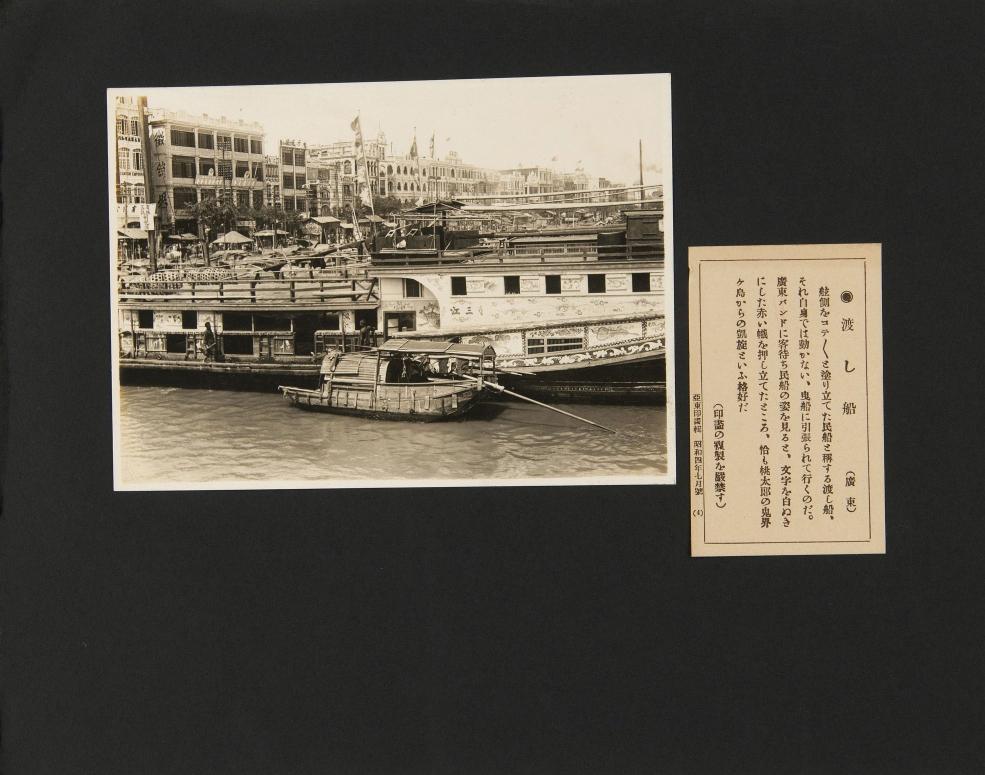 江三
●渡し船
（廣東）
舷側をコテ〱と塗り立てた民船と稱する渡し船、
それ自身では動かない、曳船に引張られて行くのだ。
廣東バンドに客待ち民船の姿を見ると、文字を白ぬき
にした赤い幟を押し立てたところ、恰も桃太郎の鬼界
ヶ島からの凱旋といふ格好だ
（印畫の複製を嚴禁す）
亞東印畫輯 昭和四年七月號 （4）